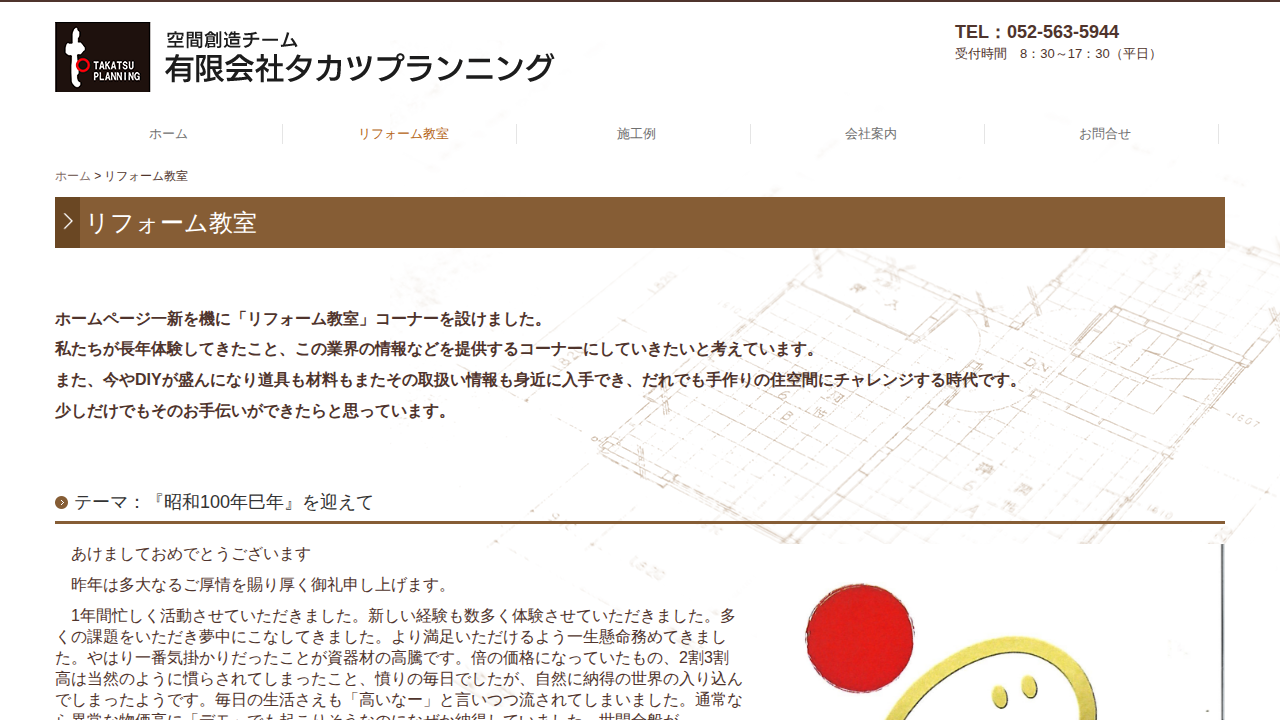 TAKATSU
PLANNING
空間創造チーム
有限会社タカツプランニング
TEL：052-563-5944
受付時間　8：30～17：30（平日）
ホーム
リフォーム教室
施工例
会社案内
お問合せ
ホーム > リフォーム教室
リフォーム教室
ホームページ一新を機に「リフォーム教室」コーナーを設けました。
私たちが長年体験してきたこと、この業界の情報などを提供するコーナーにしていきたいと考えています。
また、今やDIYが盛んになり道具も材料もまたその取扱い情報も身近に入手でき、だれでも手作りの住空間にチャレンジする時代です。
少しだけでもそのお手伝いができたらと思っています。
テーマ：『昭和100年巳年』を迎えて
あけましておめでとうございます
昨年は多大なるご厚情を賜り厚く御礼申し上げます。
1年間忙しく活動させていただきました。新しい経験も数多く体験させていただきました。多
くの課題をいただき夢中にこなしてきました。より満足いただけるよう一生懸命務めてきまし
た。やはり一番気掛かりだったことが資器材の高騰です。倍の価格になっていたもの、2割3割
高は当然のように慣らされてしまったこと、憤りの毎日でしたが、自然に納得の世界の入り込ん
でしまったようです。毎日の生活さえも「高いなー」と言いつつ流されてしまいました。通常な
ら異常な物価高に「デモ」でも起こりそうなのになぜか納得していました。世間全般が